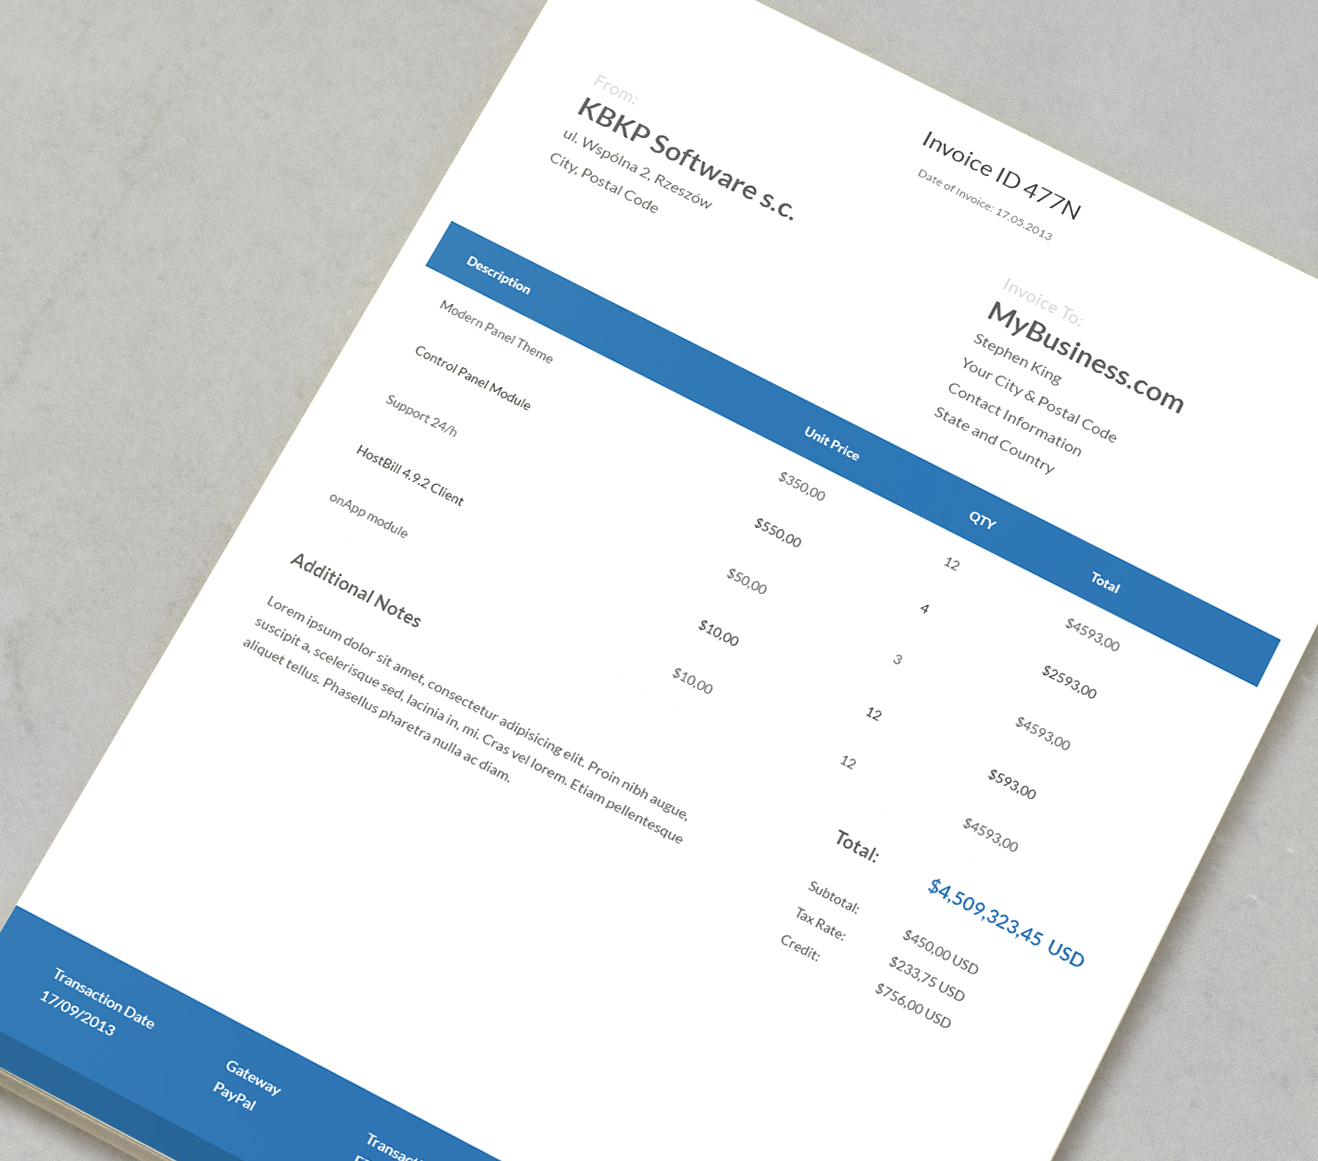 From:
KBKP Software s.c.
ul. Wspólna 2, Rzeszów
City, Postal Code
Invoice ID 477N
Date of Invoice: 17.05.2013
Invoice To:
MyBusiness.com
Stephen King
Your City & Postal Code
Contact Information
State and Country
Description Unit Price QTY Total
Modern Panel Theme $350,00 12 $4593,00
Control Panel Module $550,00 4 $2593,00
Support 24/h $50,00 3 $4593,00
HostBill 4.9.2 Client $10,00 12 $593,00
onApp module $10,00 12 $4593,00
Additional Notes
Lorem ipsum dolor sit amet, consectetur adipisicing elit. Proin nibh augue,
suscipit a, scelerisque sed, lacinia in, mi. Cras vel lorem. Etiam pellentesque
aliquet tellus. Phasellus pharetra nulla ac diam.
Total: $4,509,323,45 USD
Subtotal: $450,00 USD
Tax Rate: $233,75 USD
Credit: $756,00 USD
Transaction Date
17/09/2013
Gateway
PayPal